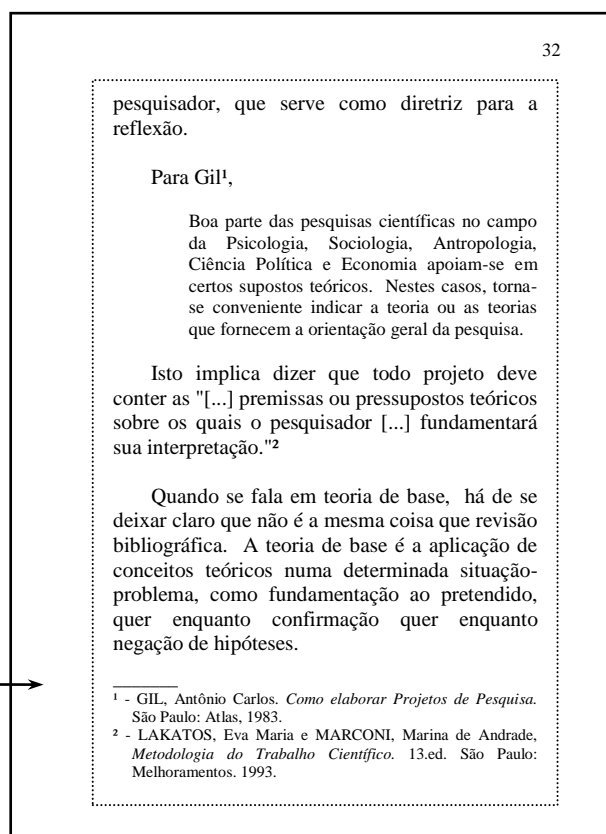 32
pesquisador, que serve como diretriz para a
reflexão.
Para Gil¹,
Boa parte das pesquisas científicas no campo
da Psicologia, Sociologia, Antropologia,
Ciência Política e Economia apoiam-se em
certos supostos teóricos. Nestes casos, torna-
se conveniente indicar a teoria ou as teorias
que fornecem a orientação geral da pesquisa.
Isto implica dizer que todo projeto deve
conter as "[...] premissas ou pressupostos teóricos
sobre os quais o pesquisador [...] fundamentará
sua interpretação."²
Quando se fala em teoria de base, há de se
deixar claro que não é a mesma coisa que revisão
bibliográfica. A teoria de base é a aplicação de
conceitos teóricos numa determinada situação-
problema, como fundamentação ao pretendido,
quer enquanto confirmação quer enquanto
negação de hipóteses.
¹ - GIL, Antônio Carlos. Como elaborar Projetos de Pesquisa.
São Paulo: Atlas, 1983.
² - LAKATOS, Eva Maria e MARCONI, Marina de Andrade,
Metodologia do Trabalho Científico. 13.ed. São Paulo:
Melhoramentos. 1993.